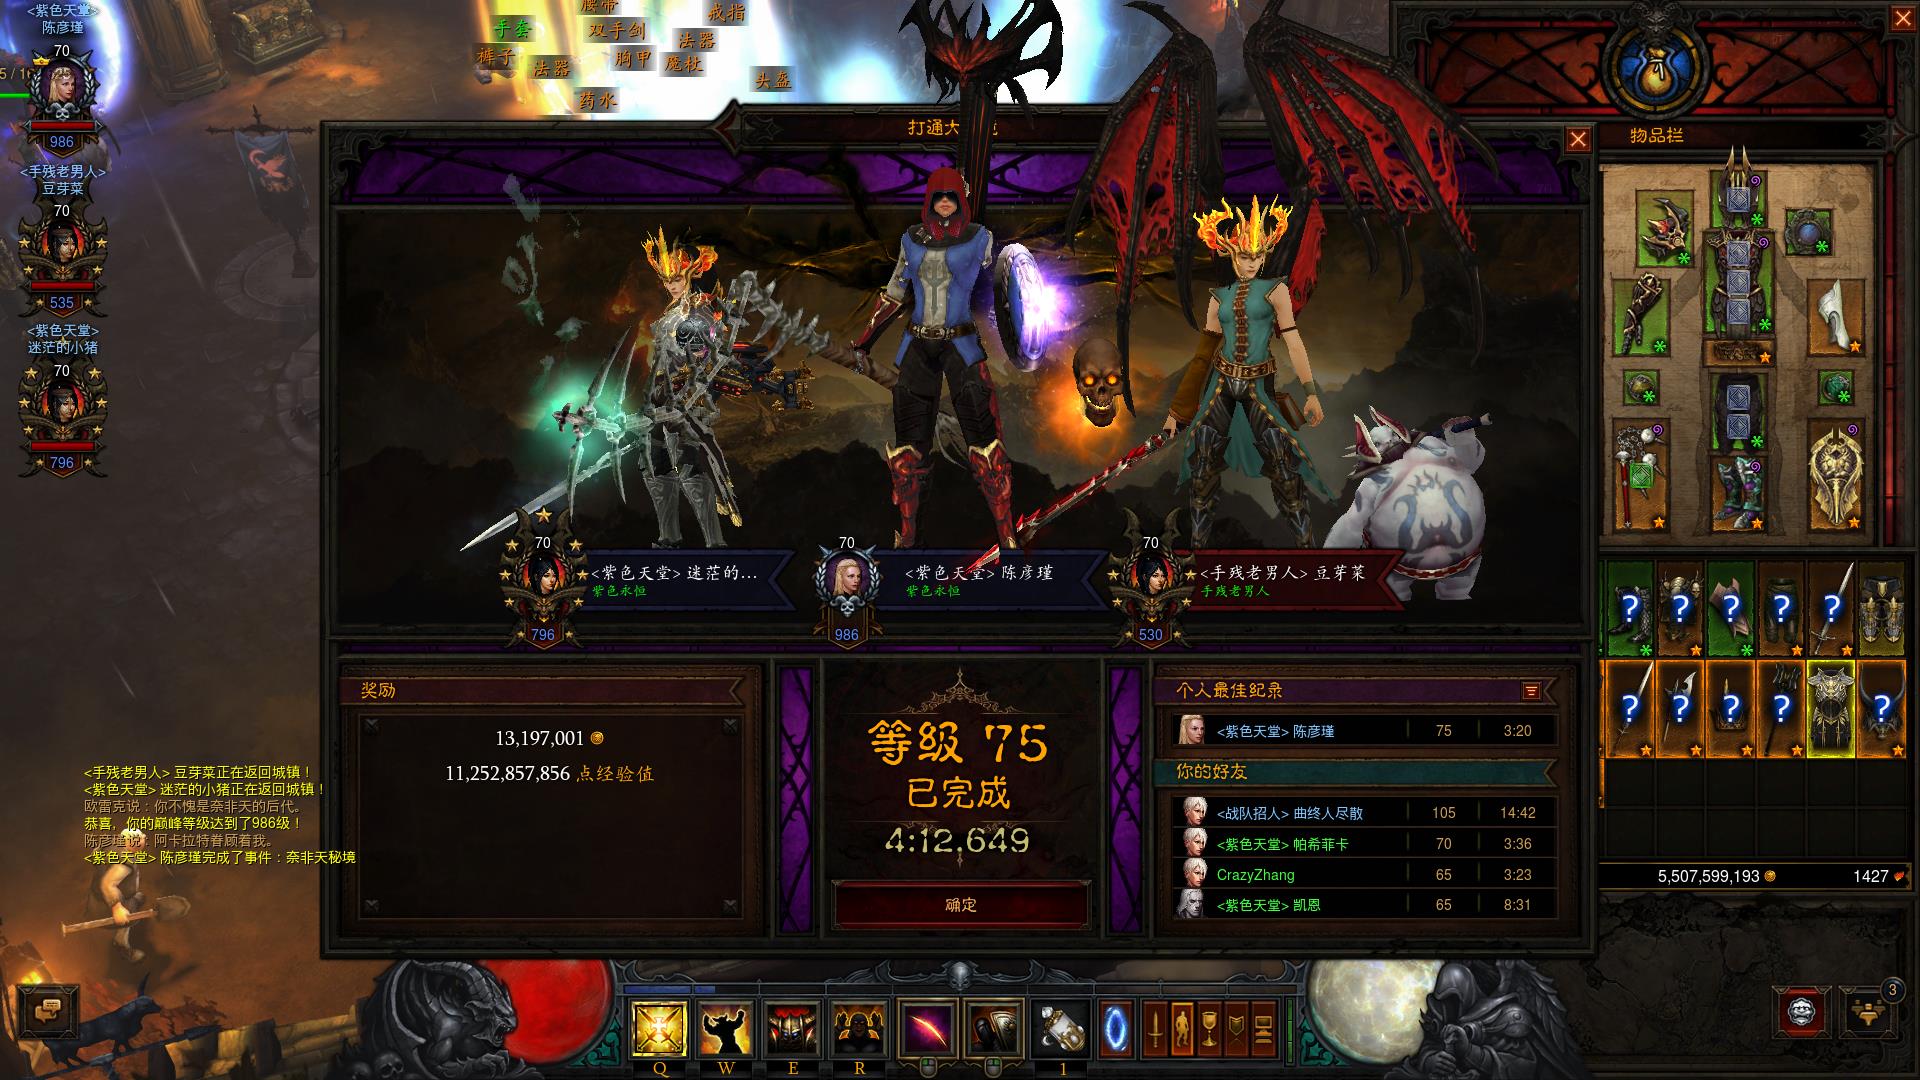 <紫色天堂>
陈彦瑾
70
986
<手残老男人>
豆芽菜
70
535
<紫色天堂>
迷茫的小猪
70
796
腰带
戒指
手套
双手剑
法器
裤子
胸甲
魔杖
法器
头盔
药水
打通大
物品栏
70
<紫色天堂> 迷茫的...
紫色永恒
796
70
<紫色天堂> 陈彦瑾
紫色永恒
986
70
<手残老男人> 豆芽菜
手残老男人
530
奖励
13,197,001
11,252,857,856 点经验值
等级 75
已完成
4:12.649
确定
个人最佳纪录
<紫色天堂> 陈彦瑾 75 3:20
你的好友
<战队招人> 曲终人尽散 105 14:42
<紫色天堂> 帕希菲卡 70 3:36
CrazyZhang 65 3:23
<紫色天堂> 凯恩 65 8:31
? ? ? ? ?
? ? ? ? ?
5,507,599,193 1427
<手残老男人> 豆芽菜正在返回城镇！
<紫色天堂> 迷茫的小猪正在返回城镇！
欧雷克说：你不愧是奈非天的后代。
恭喜，你的巅峰等级达到了986级！
陈彦瑾说：阿卡拉特眷顾着我。
<紫色天堂> 陈彦瑾完成了事件：奈非天秘境
Q W E R 1
3